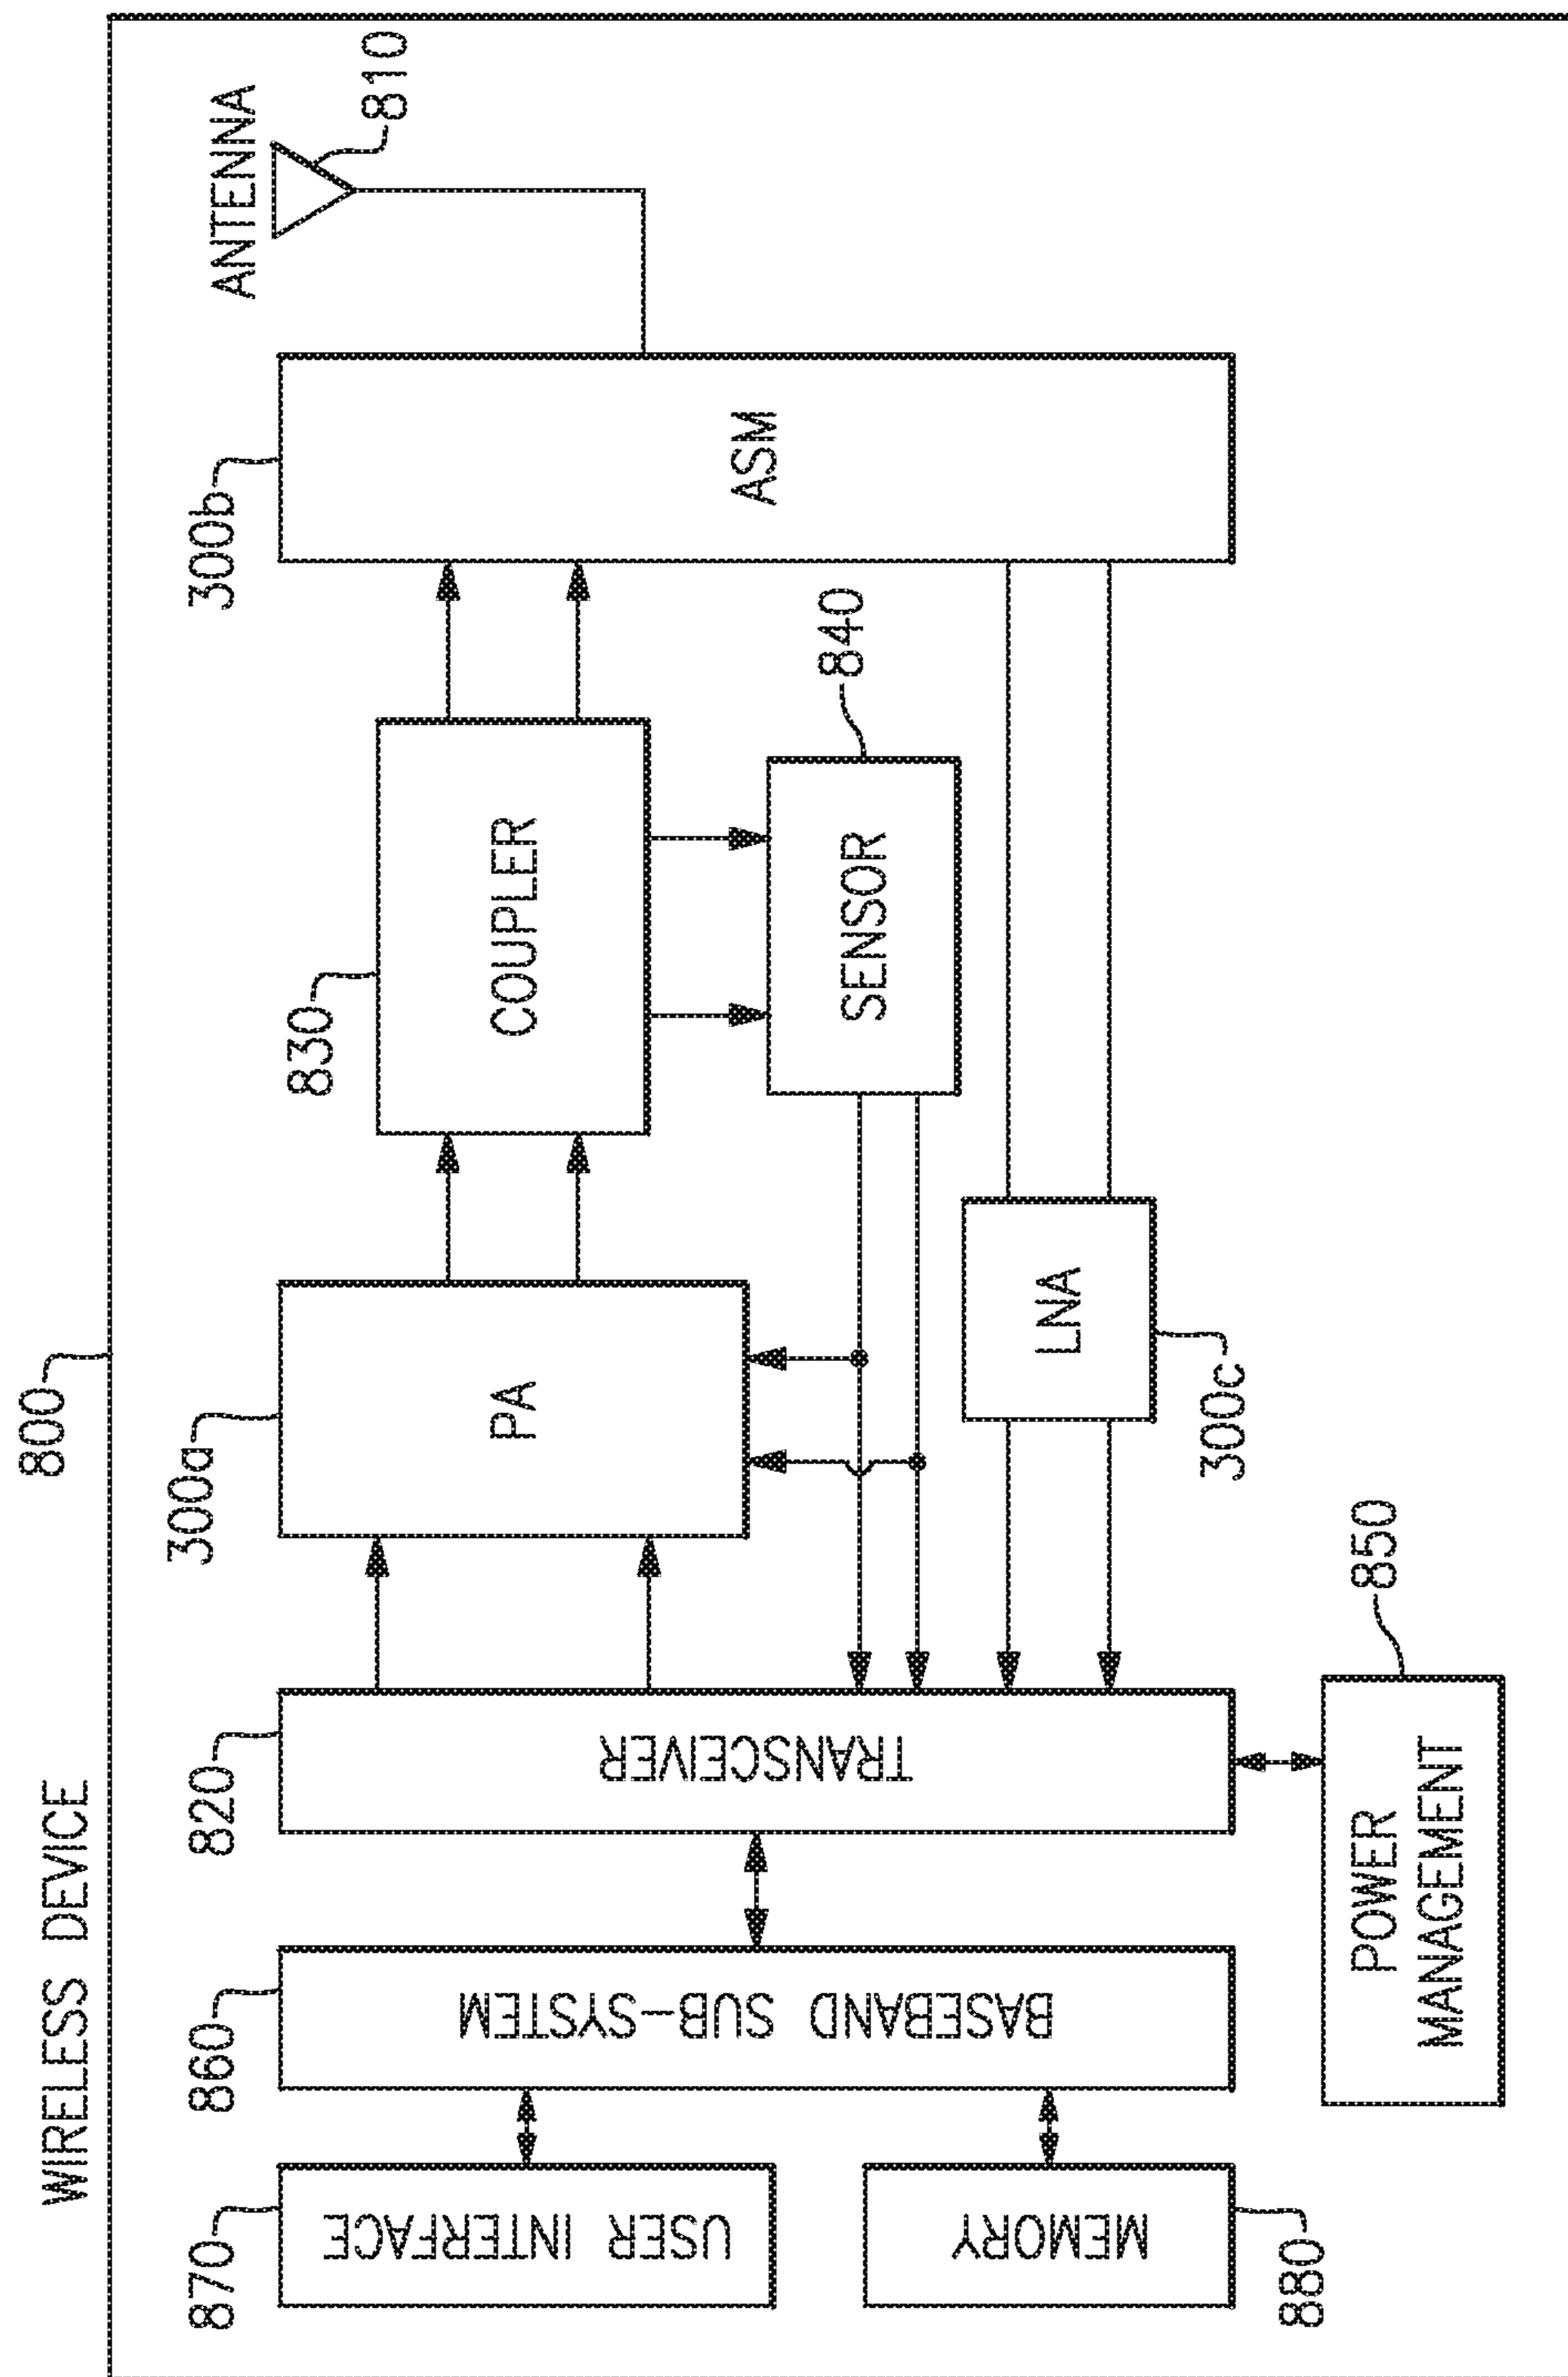 WIRELESS DEVICE
800
870
USER INTERFACE
MEMORY
880
860
BASEBAND SUB-SYSTEM
820
TRANSCEIVER
POWER
MANAGEMENT
850
300a
PA
830
COUPLER
SENSOR
840
LNA
300c
300b
ASM
ANTENNA
810